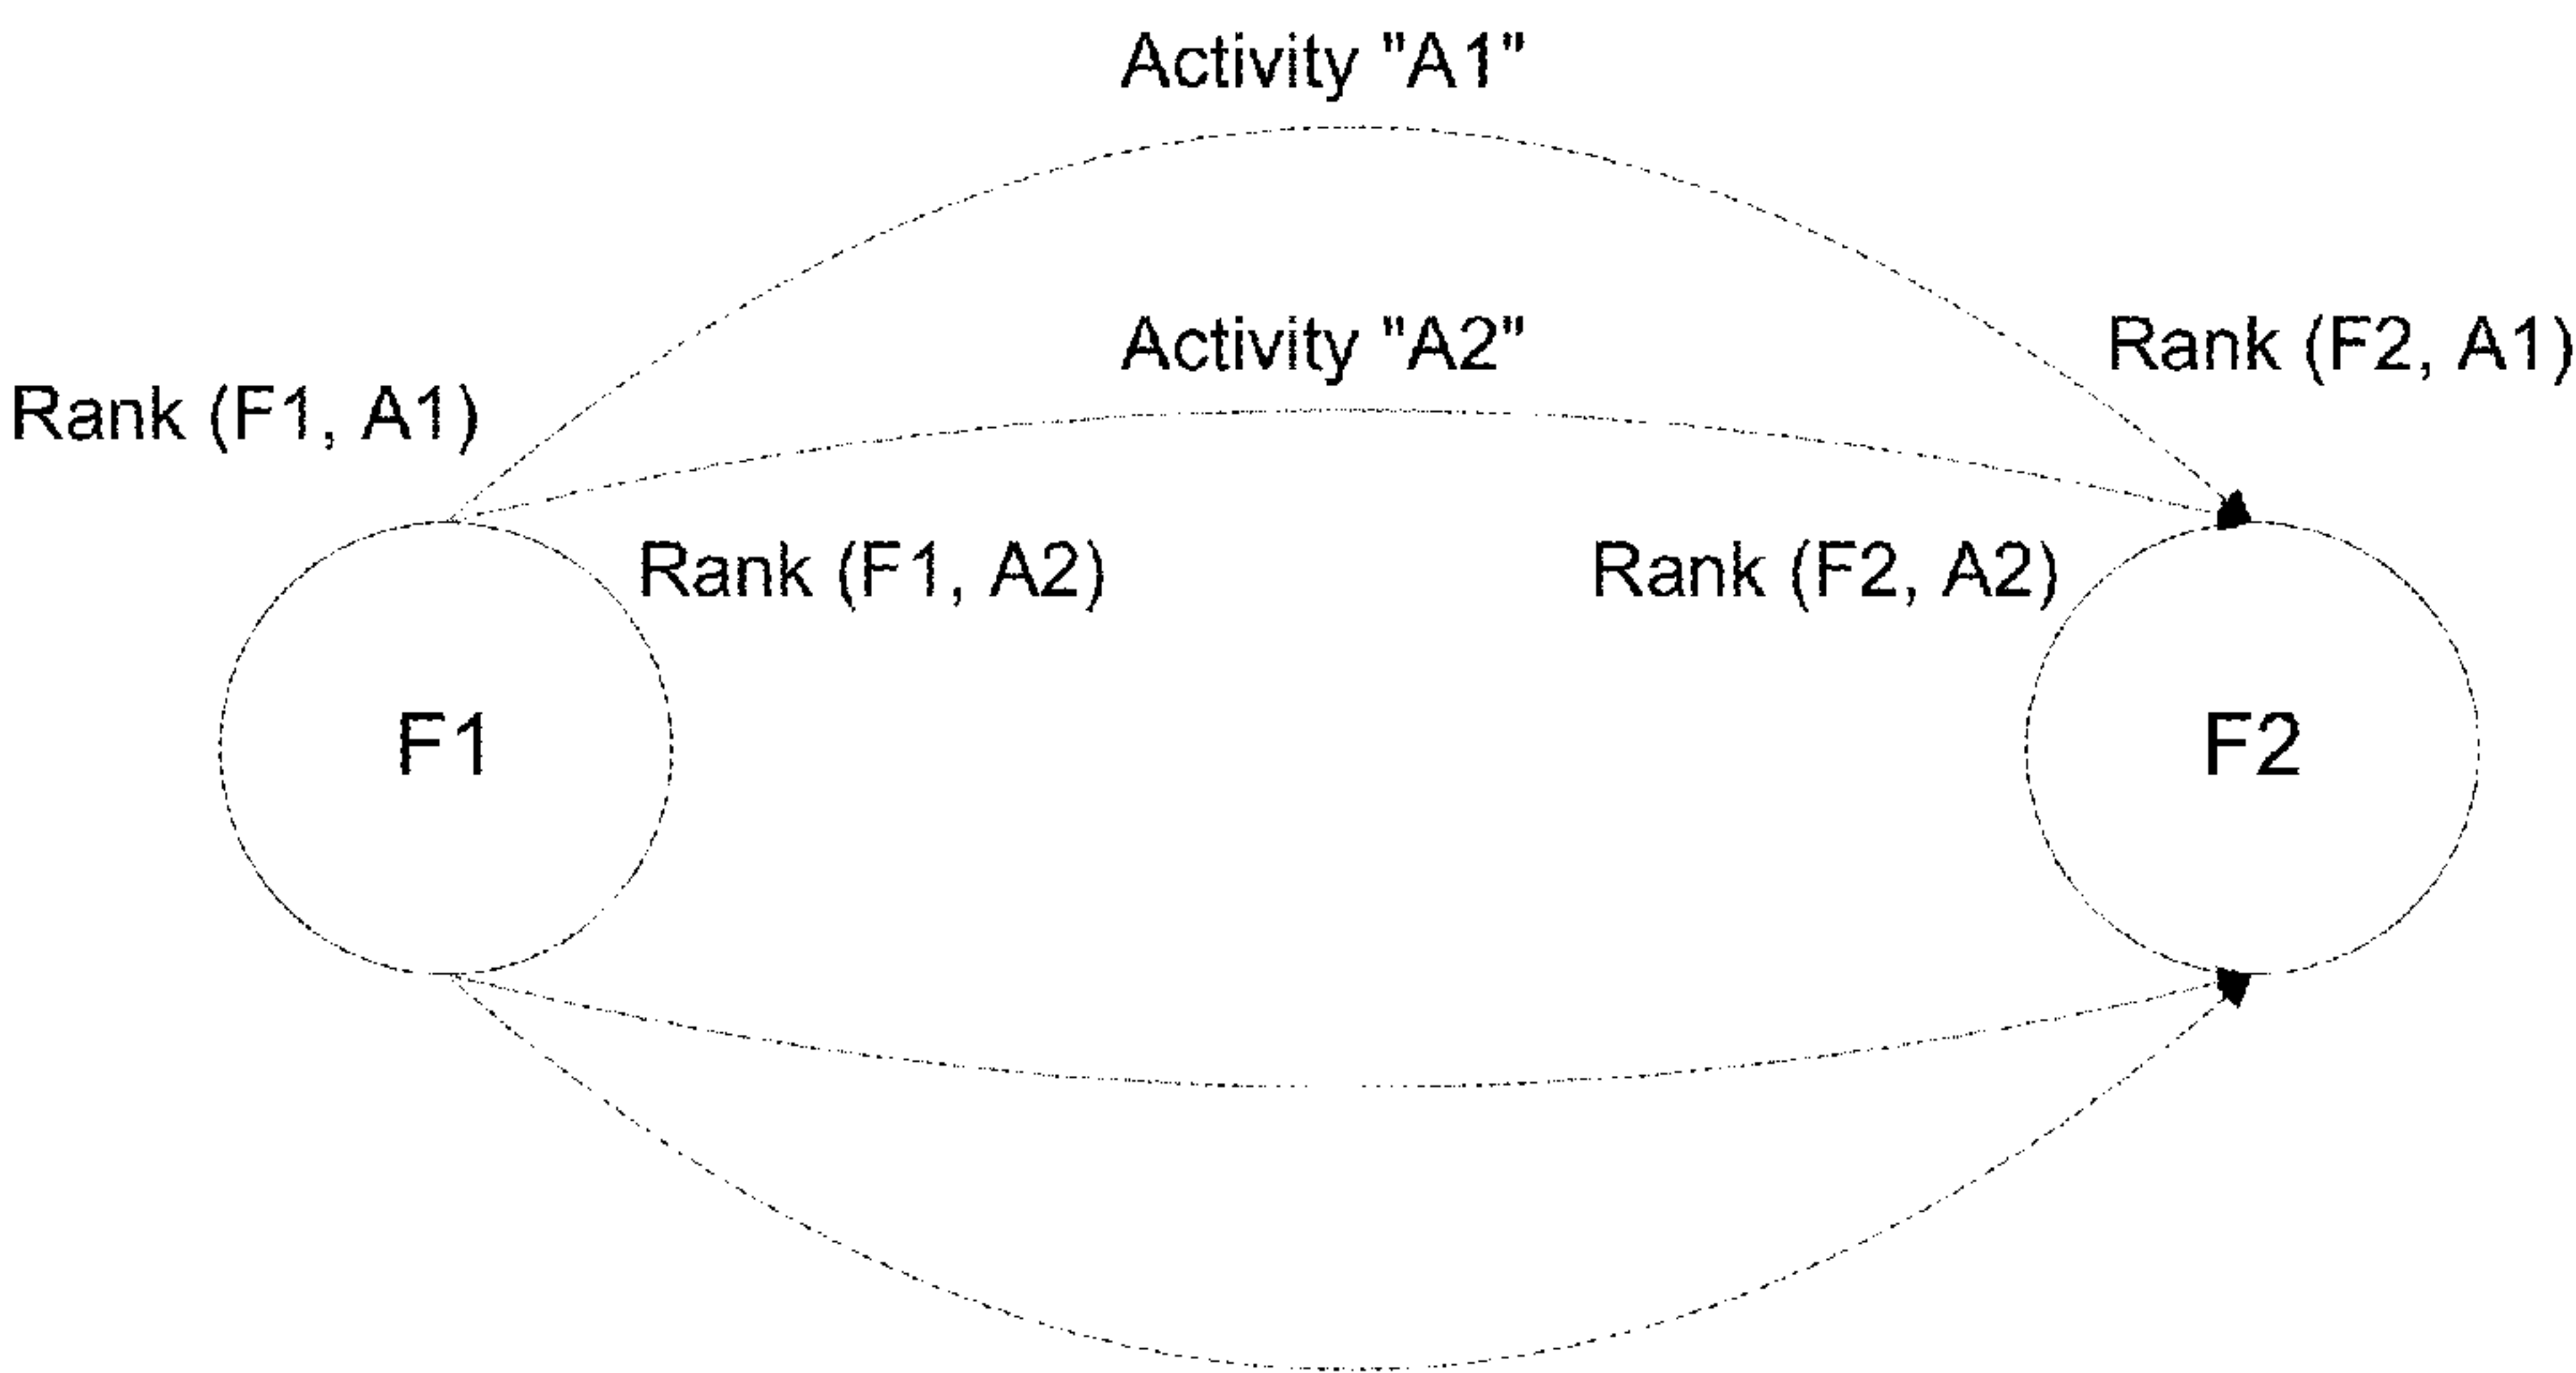 Activity "A1"
Activity "A2"
Rank (F2, A1)
Rank (F1, A1)
Rank (F1, A2)
Rank (F2, A2)
F1
F2